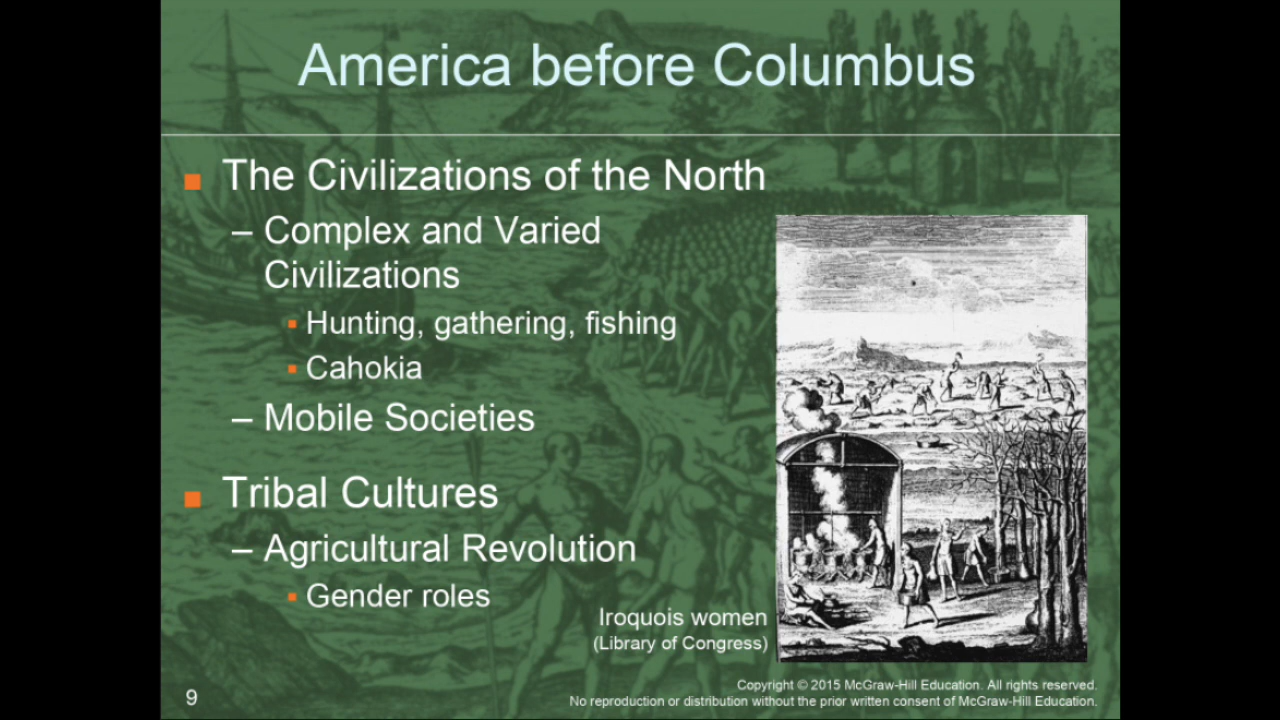 America before Columbus
■ The Civilizations of the North
– Complex and Varied
Civilizations
▪ Hunting, gathering, fishing
▪ Cahokia
– Mobile Societies
■ Tribal Cultures
– Agricultural Revolution
▪ Gender roles
Iroquois women
(Library of Congress)
9
Copyright © 2015 McGraw-Hill Education. All rights reserved.
No reproduction or distribution without the prior written consent of McGraw-Hill Education.